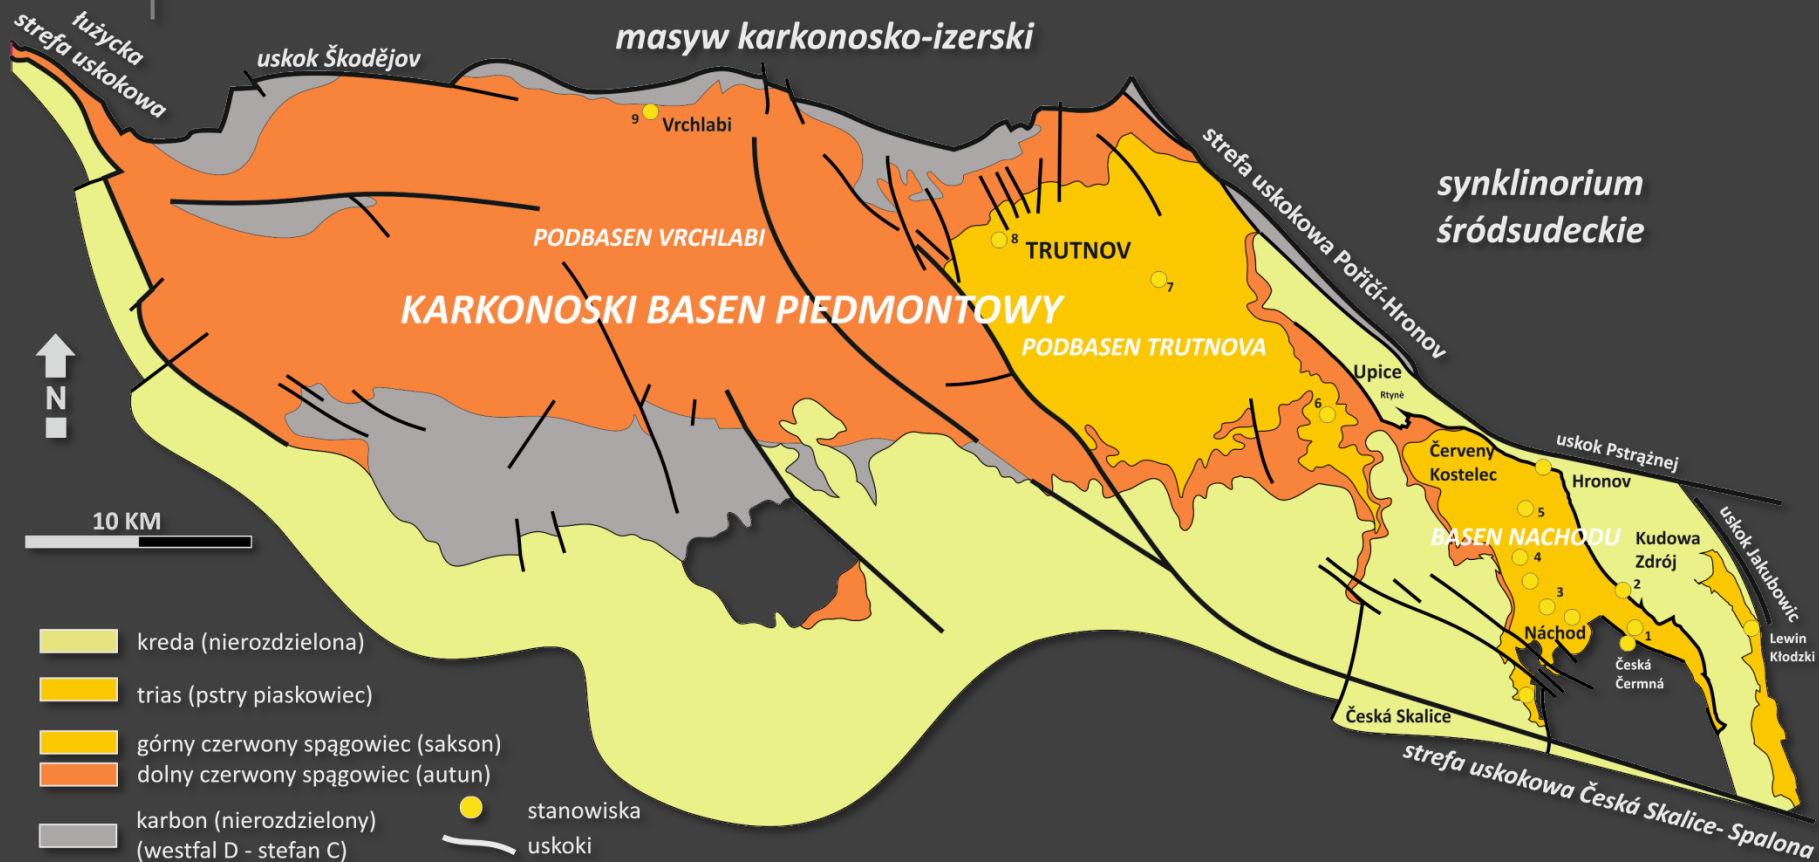 łużycka
strefa uskokowa
uskok Škodějov
masyw karkonosko-izerski
9 Vrchlabi
strefa uskokowa Pořičí-Hronov
synklinorium
śródsudeckie
PODBASEN VRCHLABI
8 TRUTNOV
7
KARKONOSKI BASEN PIEDMONTOWY
PODBASEN TRUTNOVA
Upice
Rtynè
6
N
Červeny
Kostelec
uskok Pstrążnej
Hronov
10 KM
5
BASEN NACHODU
Kudowa
Zdrój
uskok Jakubowic
4
2
3
Náchod
1
Lewin
Kłodzki
Česká
Čermná
Česká Skalice
strefa uskokowa Česká Skalice- Spalona
kreda (nierozdzielona)
trias (pstry piaskowiec)
górny czerwony spągowiec (sakson)
dolny czerwony spągowiec (autun)
karbon (nierozdzielony)
(westfal D - stefan C)
stanowiska
uskoki